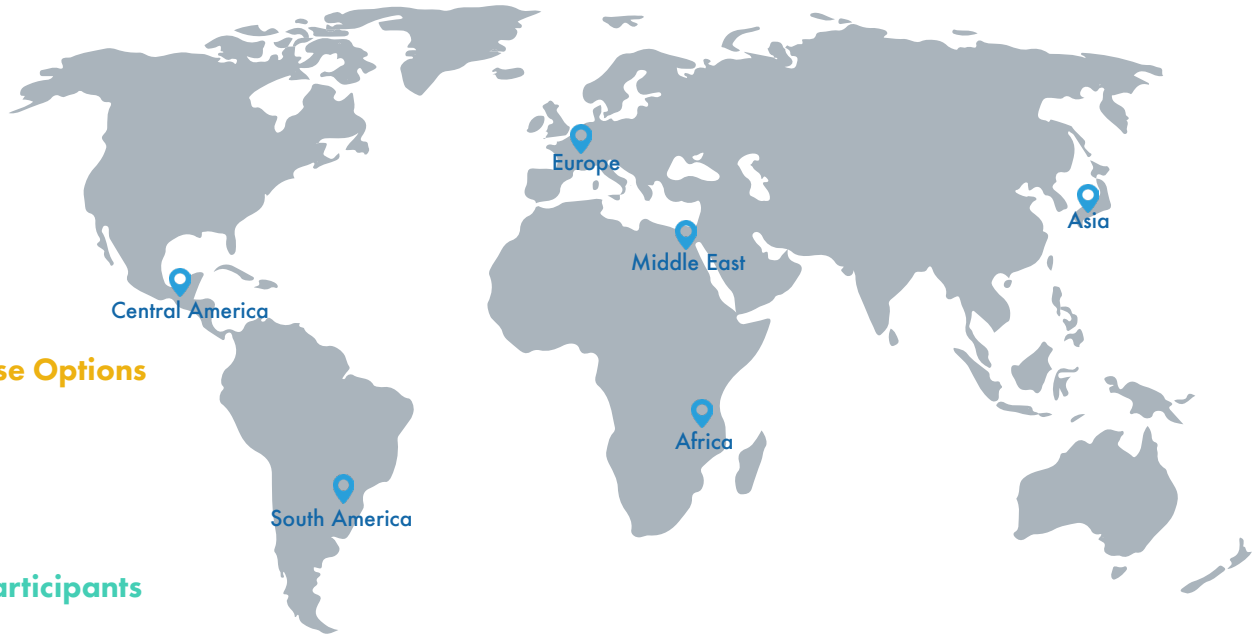 Europe
Asia
Middle East
Central America
se Options
Africa
South America
articipants